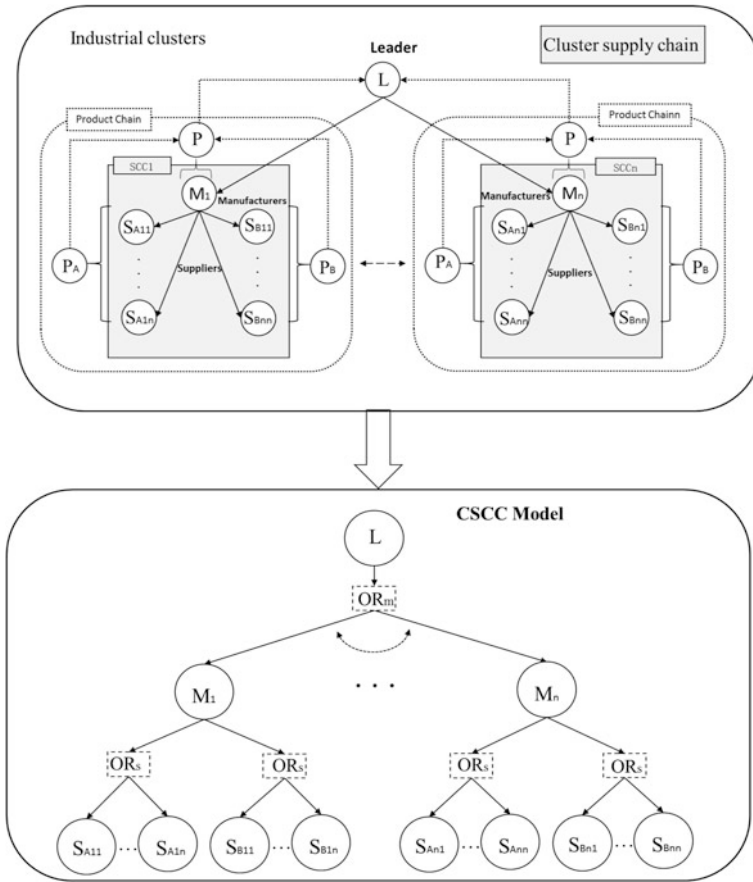 Industrial clusters
Leader
Cluster supply chain
L
Product Chain
Product Chainn
P
P
SCC1
SCCn
M1
Manufacturers
Manufacturers
Mn
SA11
SB11
SAn1
SBn1
PA
Suppliers
PB
PA
Suppliers
PB
SA1n
SBnn
SAnn
SBnn
CSCC Model
L
ORm
M1
. . .
Mn
ORs
ORs
ORs
ORs
SA11 ... SA1n
SB11 ... SB1n
SAn1 ... SAnn
SBn1 ... SBnn